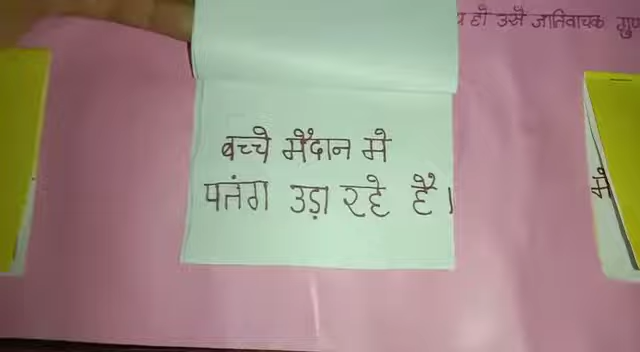 हो उसे जातिवाचक
बच्चे मैदान मे
पतंग उड़ा रहे है।
मे